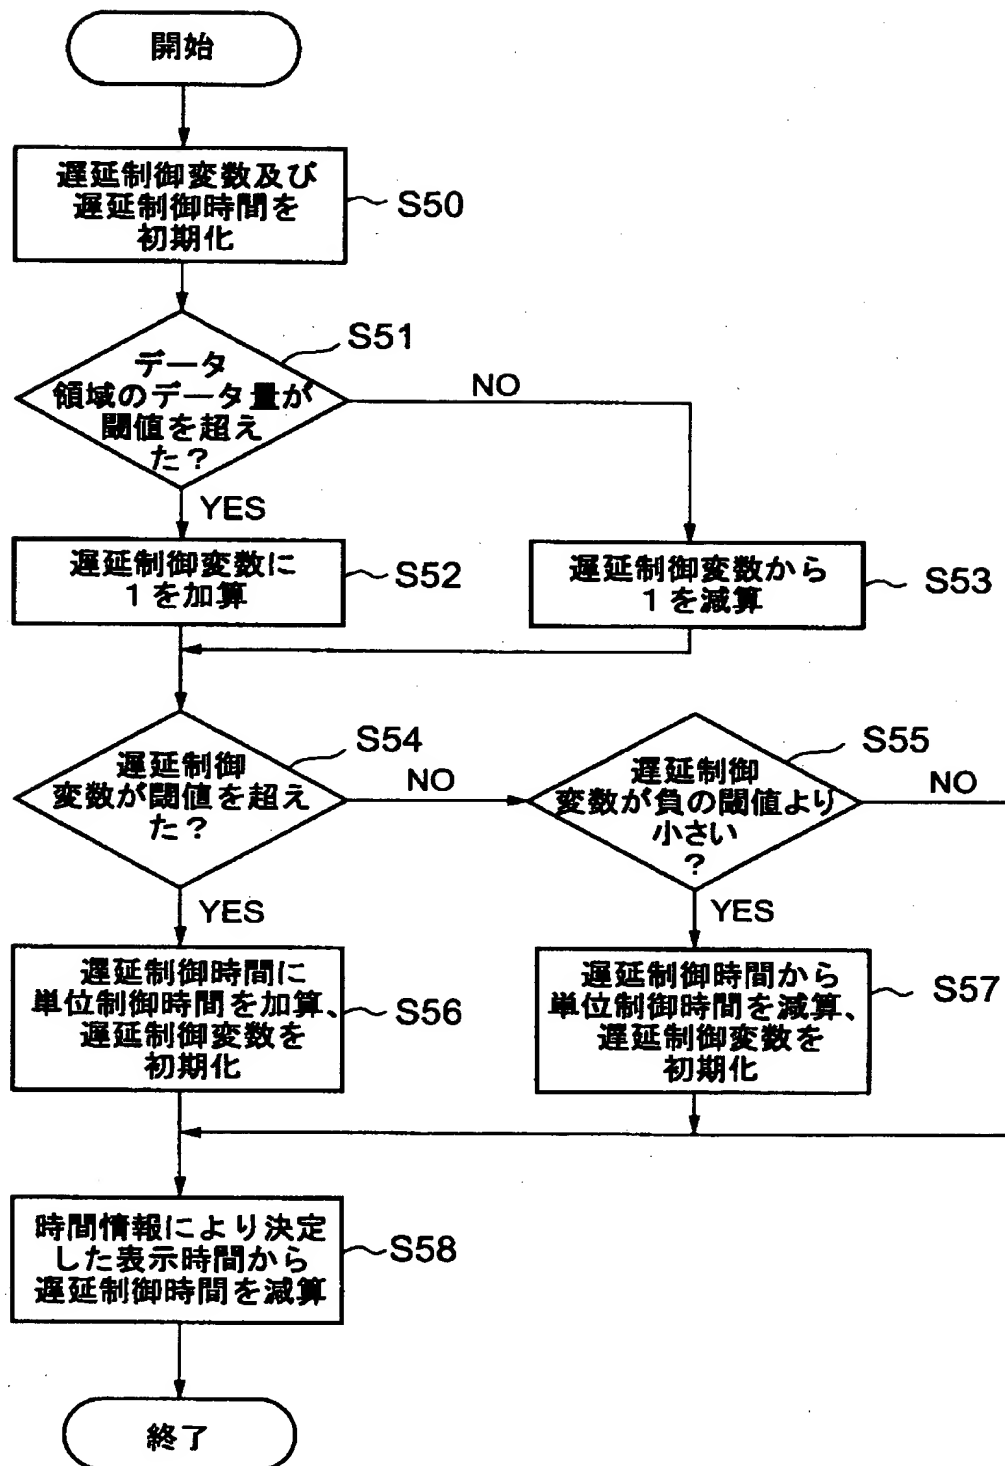 開始
遅延制御変数及び
遅延制御時間を
初期化
S50
S51
データ
領域のデータ量が
閾値を超え
た？
NO
YES
遅延制御変数に
１を加算
S52
遅延制御変数から
１を減算
S53
S54
遅延制御
変数が閾値を超え
た？
NO
S55
遅延制御
変数が負の閾値より
小さい
？
NO
YES
YES
遅延制御時間に
単位制御時間を加算、
遅延制御変数を
初期化
S56
遅延制御時間から
単位制御時間を減算、
遅延制御変数を
初期化
S57
時間情報により決定
した表示時間から
遅延制御時間を減算
S58
終了